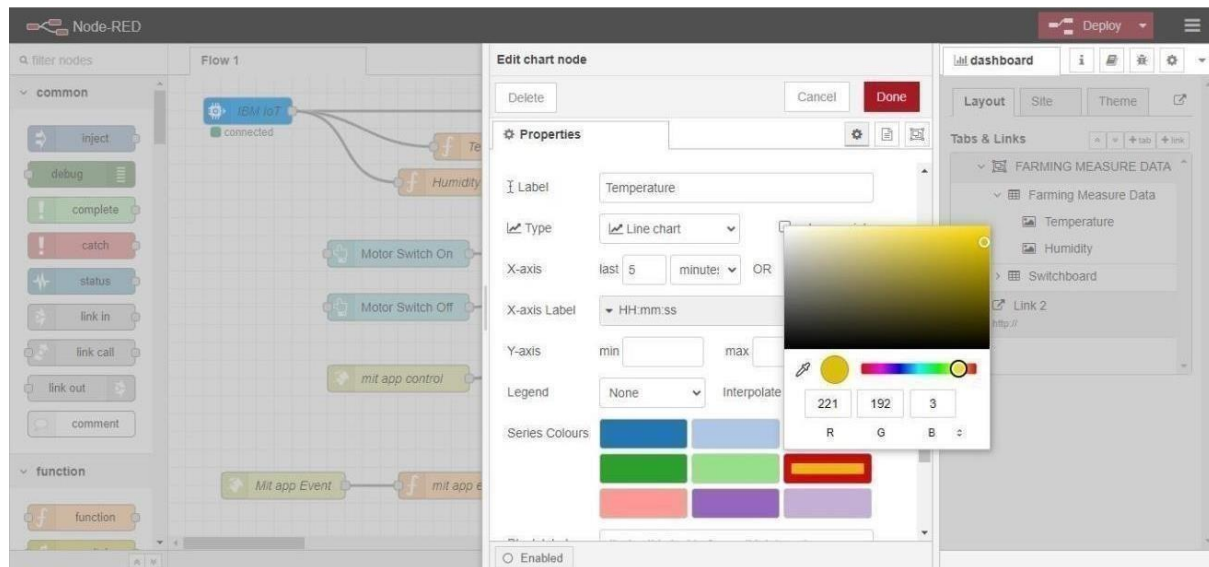 Node-RED
Deploy
filter nodes
common
inject
debug
complete
catch
status
link in
link call
link out
comment
function
function
Flow 1
IBM IoT
connected
Te
Humidity
Motor Switch On
Motor Switch Off
mit app control
Mit app Event
mit app e
Edit chart node
Delete
Cancel
Done
Properties
Label
Temperature
Type
Line chart
X-axis
last 5 minutes OR
X-axis Label
HH:mm:ss
Y-axis
min
max
Legend
None
Interpolate
Series Colours
221 192 3
R G B
Enabled
dashboard
i
Layout
Site
Theme
Tabs & Links
+ tab
+ link
FARMING MEASURE DATA
Farming Measure Data
Temperature
Humidity
Switchboard
Link 2
http://